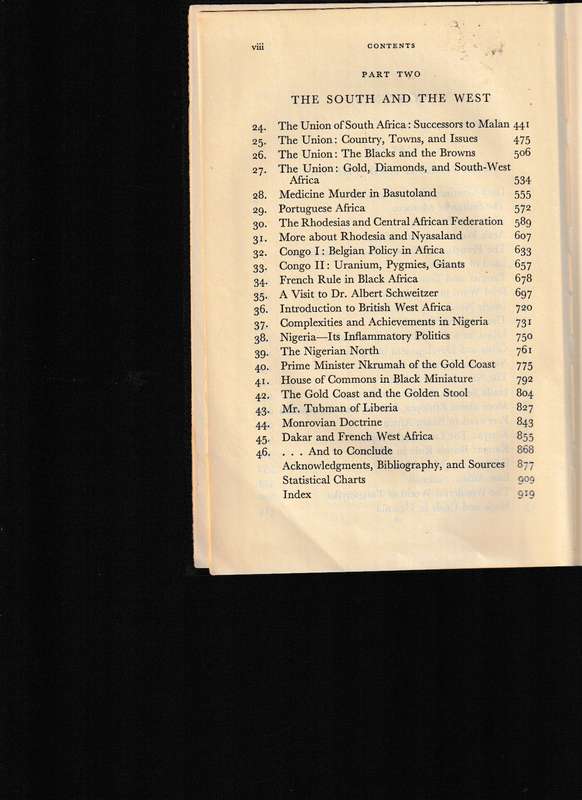 viii CONTENTS
PART TWO
THE SOUTH AND THE WEST
24. The Union of South Africa: Successors to Malan 441
25. The Union: Country, Towns, and Issues 475
26. The Union: The Blacks and the Browns 506
27. The Union: Gold, Diamonds, and South-West
Africa 534
28. Medicine Murder in Basutoland 555
29. Portuguese Africa 572
30. The Rhodesias and Central African Federation 589
31. More about Rhodesia and Nyasaland 607
32. Congo I: Belgian Policy in Africa 633
33. Congo II: Uranium, Pygmies, Giants 657
34. French Rule in Black Africa 678
35. A Visit to Dr. Albert Schweitzer 697
36. Introduction to British West Africa 720
37. Complexities and Achievements in Nigeria 731
38. Nigeria—Its Inflammatory Politics 750
39. The Nigerian North 761
40. Prime Minister Nkrumah of the Gold Coast 775
41. House of Commons in Black Miniature 792
42. The Gold Coast and the Golden Stool 804
43. Mr. Tubman of Liberia 827
44. Monrovian Doctrine 843
45. Dakar and French West Africa 855
46. . . . And to Conclude 868
Acknowledgments, Bibliography, and Sources 877
Statistical Charts 909
Index 919